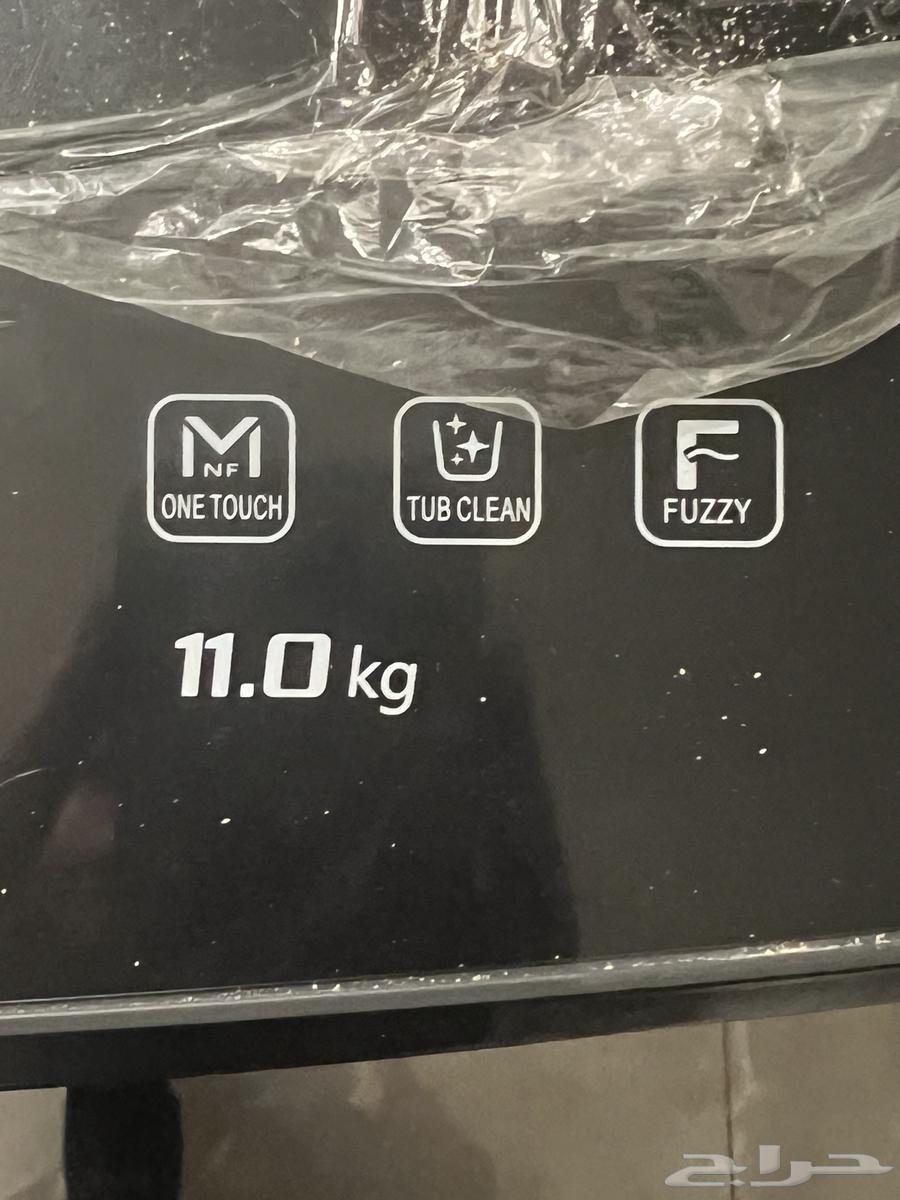 M
NF
ONE TOUCH
TUB CLEAN
F
FUZZY
11.0 kg
حراج